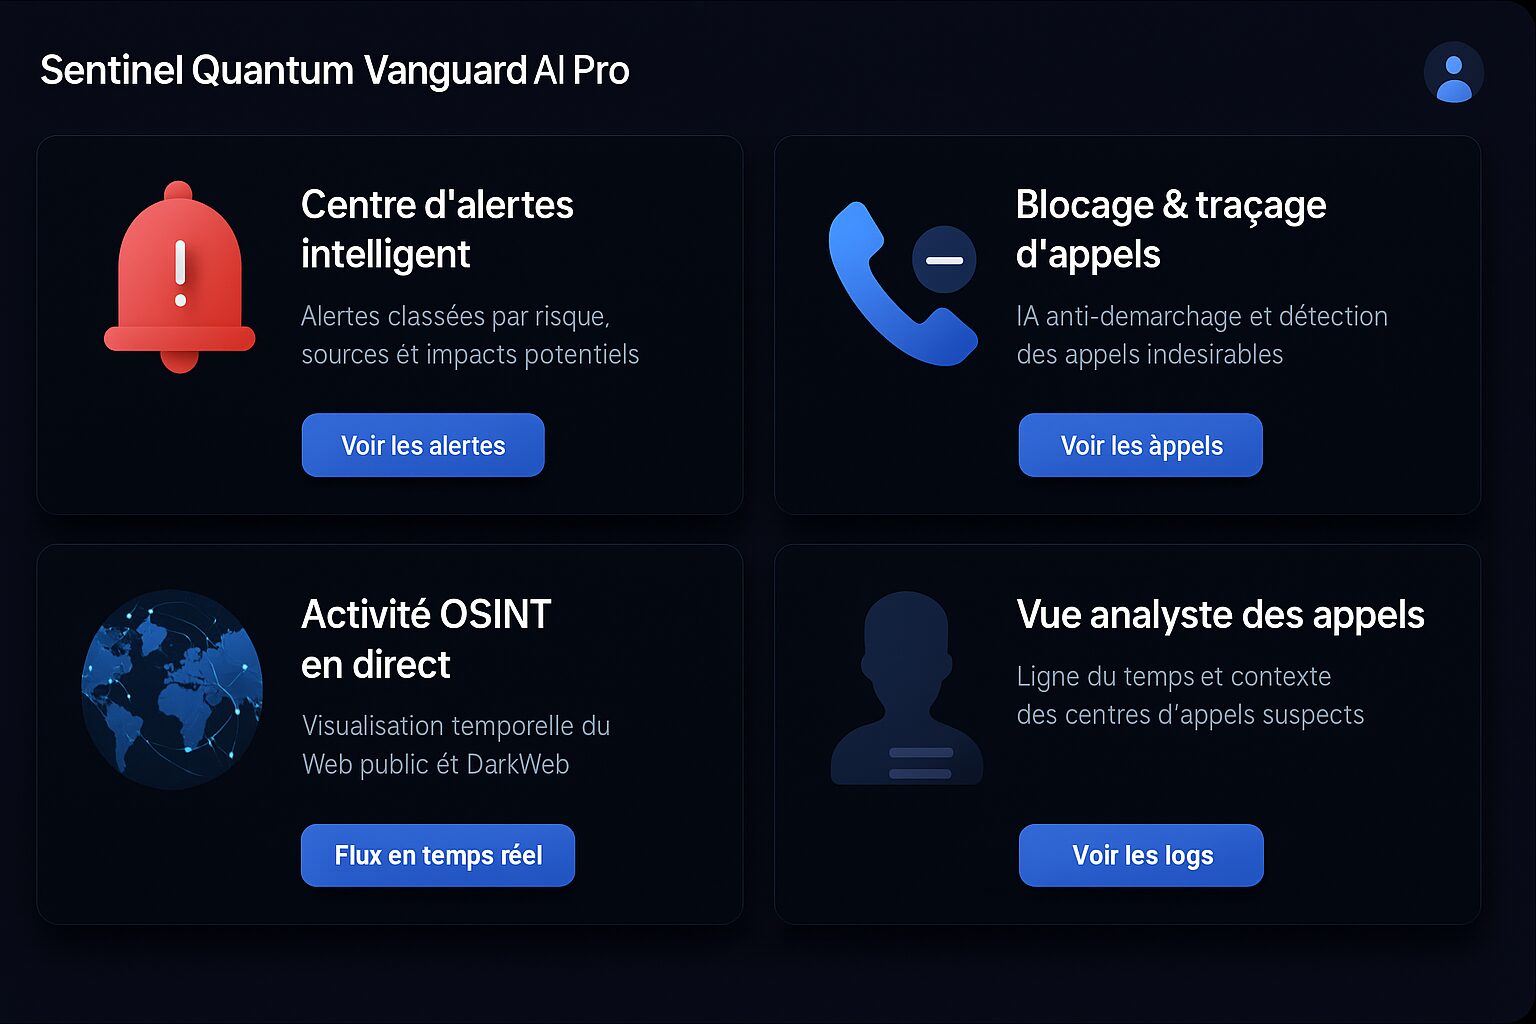 Sentinel Quantum Vanguard AI Pro
Centre d'alertes
intelligent
Alertes classées par risque,
sources ét impacts potentiels
Voir les alertes
Blocage & traçage
d'appels
IA anti-demarchage et détection
des appels indesirables
Voir les àppels
Activité OSINT
en direct
Visualisation temporelle du
Web public ét DarkWeb
Flux en temps réel
Vue analyste des appels
Ligne du temps et contexte
des centres d'appels suspects
Voir les logs